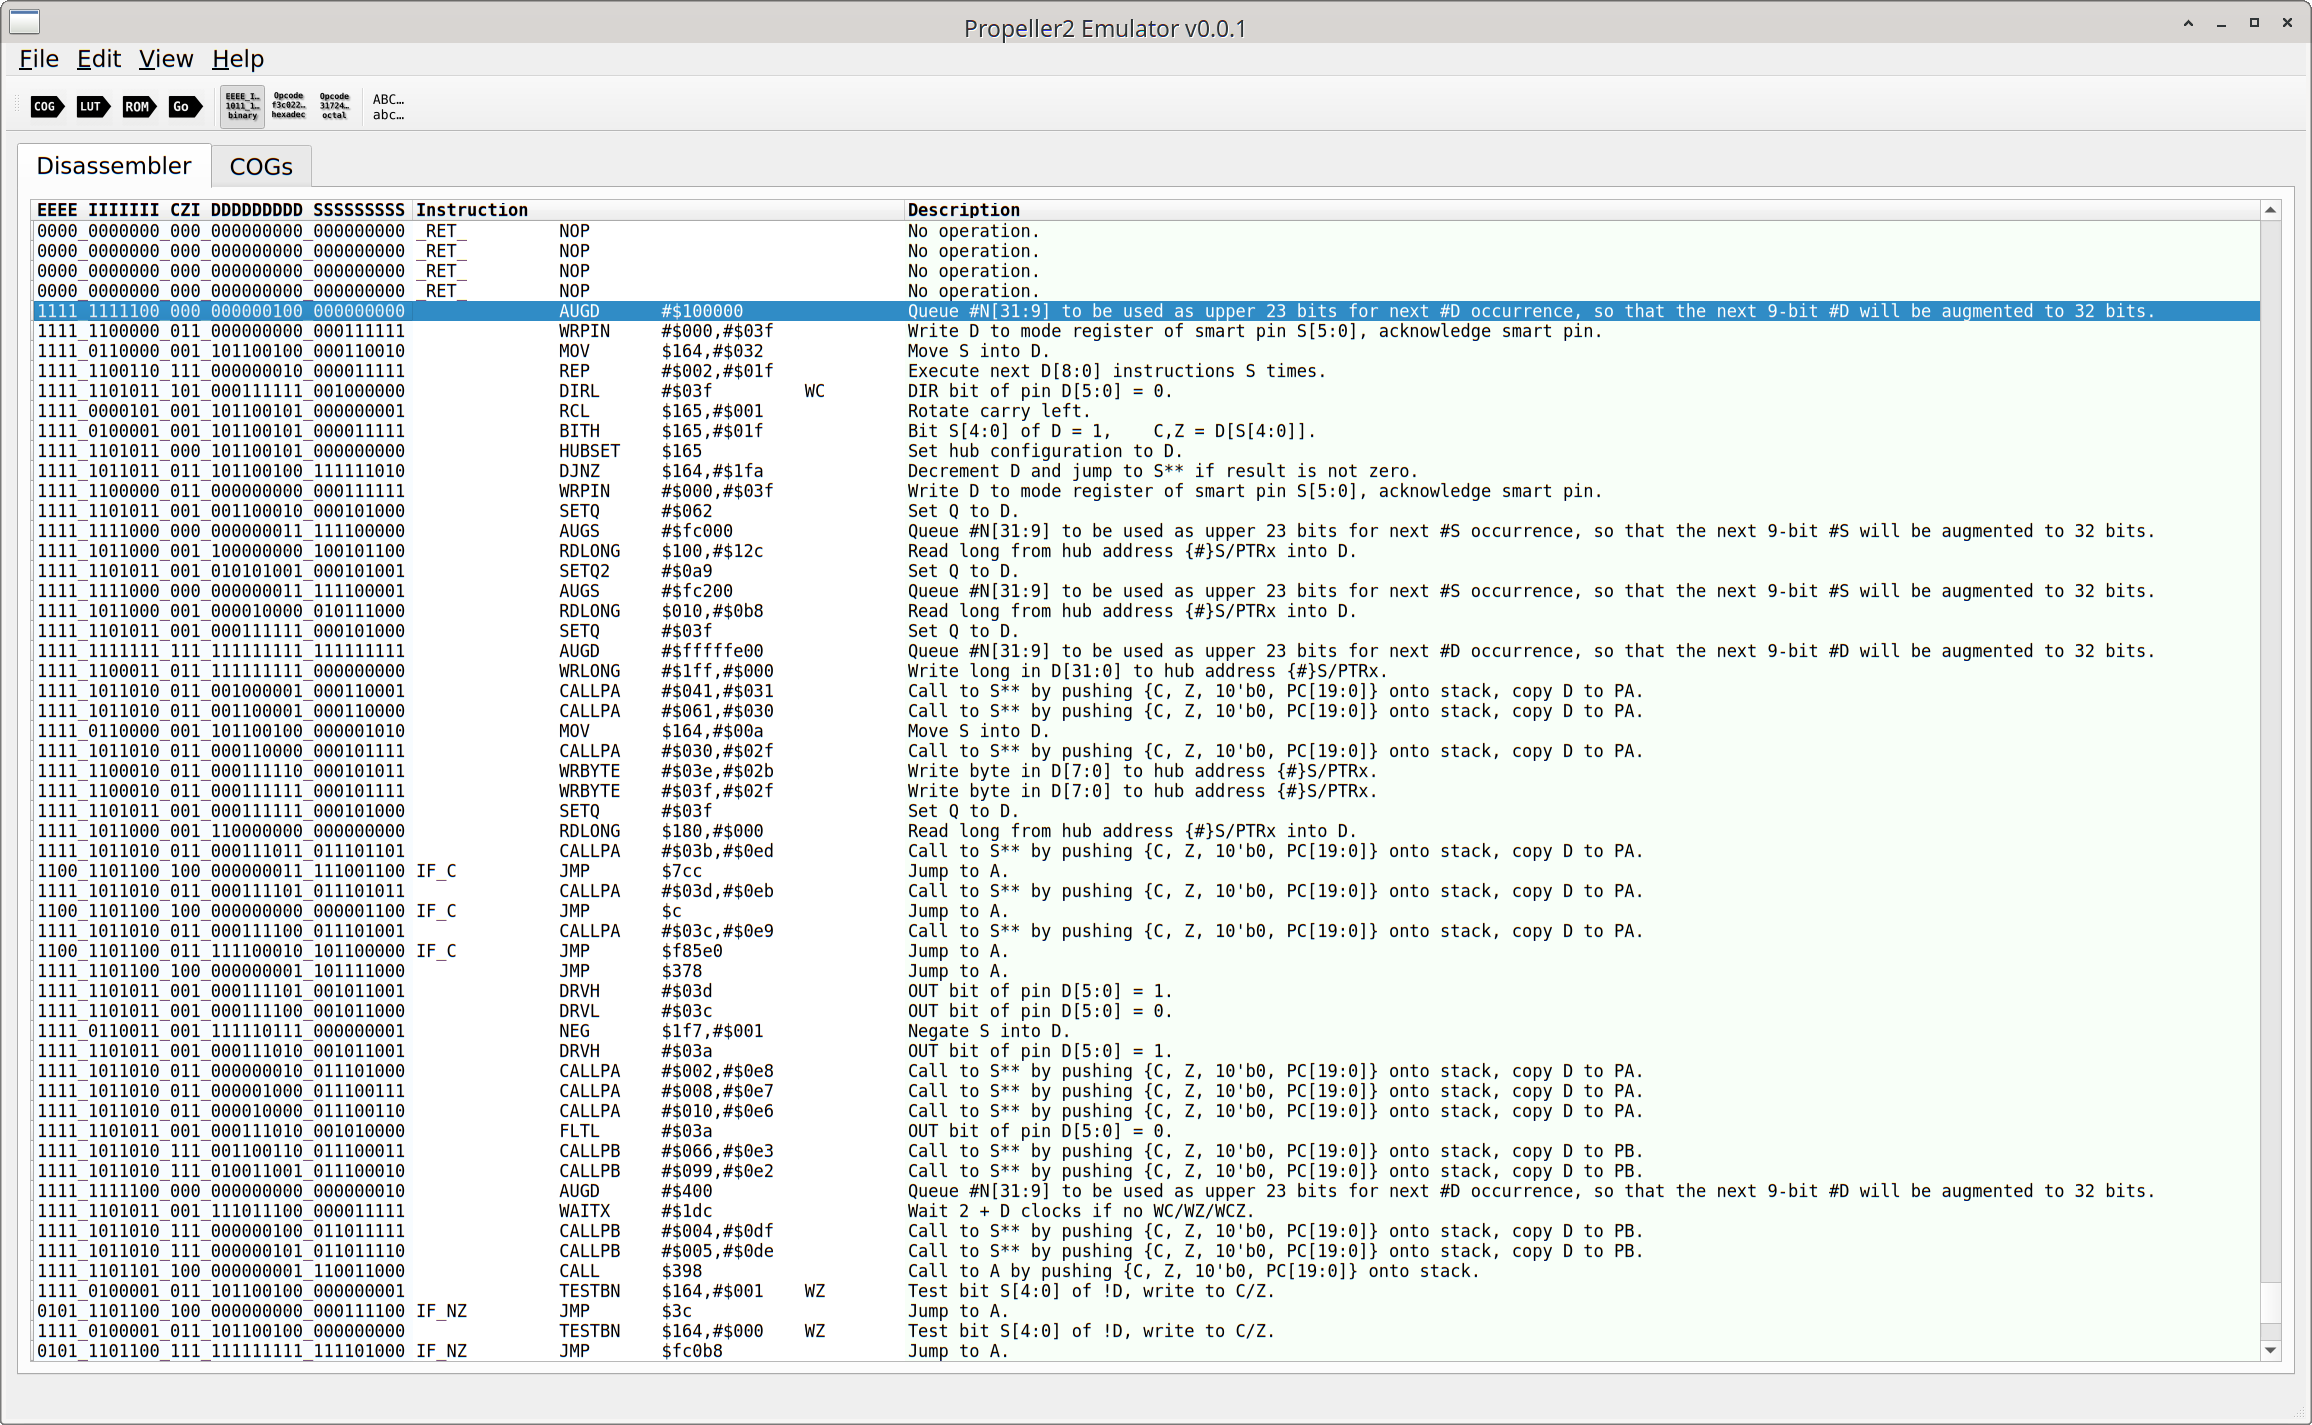 Propeller2 Emulator v0.0.1
File Edit View Help
COG LUT ROM Go EEEE_I… 1011_1… binary Opcode f3c022… hexadec Opcode 31724… octal ABC… abc…
Disassembler COGs
EEEE IIIIIII CZI DDDDDDDDD SSSSSSSSS Instruction Description
0000_0000000_000_000000000_000000000 _RET_ NOP No operation.
0000_0000000_000_000000000_000000000 _RET_ NOP No operation.
0000_0000000_000_000000000_000000000 _RET_ NOP No operation.
0000_0000000_000_000000000_000000000 _RET_ NOP No operation.
1111_1111100_000_000000100_000000000 AUGD #$100000 Queue #N[31:9] to be used as upper 23 bits for next #D occurrence, so that the next 9-bit #D will be augmented to 32 bits.
1111_1100000_011_000000000_000111111 WRPIN #$000,#$03f Write D to mode register of smart pin S[5:0], acknowledge smart pin.
1111_0110000_001_101100100_000110010 MOV $164,#$032 Move S into D.
1111_1100110_111_000000010_000011111 REP #$002,#$01f Execute next D[8:0] instructions S times.
1111_1101011_101_000111111_001000000 DIRL #$03f WC DIR bit of pin D[5:0] = 0.
1111_0000101_001_101100101_000000001 RCL $165,#$001 Rotate carry left.
1111_0100001_001_101100101_000011111 BITH $165,#$01f Bit S[4:0] of D = 1, C,Z = D[S[4:0]].
1111_1101011_000_101100101_000000000 HUBSET $165 Set hub configuration to D.
1111_1011011_011_101100100_111111010 DJNZ $164,#$1fa Decrement D and jump to S** if result is not zero.
1111_1100000_011_000000000_000111111 WRPIN #$000,#$03f Write D to mode register of smart pin S[5:0], acknowledge smart pin.
1111_1101011_001_001100010_000101000 SETQ #$062 Set Q to D.
1111_1111000_000_000000011_111100000 AUGS #$fc000 Queue #N[31:9] to be used as upper 23 bits for next #S occurrence, so that the next 9-bit #S will be augmented to 32 bits.
1111_1011000_001_100000000_100101100 RDLONG $100,#$12c Read long from hub address {#}S/PTRx into D.
1111_1101011_001_010101001_000101001 SETQ2 #$0a9 Set Q to D.
1111_1111000_000_000000011_111100001 AUGS #$fc200 Queue #N[31:9] to be used as upper 23 bits for next #S occurrence, so that the next 9-bit #S will be augmented to 32 bits.
1111_1011000_001_000010000_010111000 RDLONG $010,#$0b8 Read long from hub address {#}S/PTRx into D.
1111_1101011_001_000111111_000101000 SETQ #$03f Set Q to D.
1111_1111111_111_111111111_111111111 AUGD #$fffffe00 Queue #N[31:9] to be used as upper 23 bits for next #D occurrence, so that the next 9-bit #D will be augmented to 32 bits.
1111_1100011_011_111111111_000000000 WRLONG #$1ff,#$000 Write long in D[31:0] to hub address {#}S/PTRx.
1111_1011010_011_001000001_000110001 CALLPA #$041,#$031 Call to S** by pushing {C, Z, 10'b0, PC[19:0]} onto stack, copy D to PA.
1111_1011010_011_001100001_000110000 CALLPA #$061,#$030 Call to S** by pushing {C, Z, 10'b0, PC[19:0]} onto stack, copy D to PA.
1111_0110000_001_101100100_000001010 MOV $164,#$00a Move S into D.
1111_1011010_011_000110000_000101111 CALLPA #$030,#$02f Call to S** by pushing {C, Z, 10'b0, PC[19:0]} onto stack, copy D to PA.
1111_1100010_011_000111110_000101011 WRBYTE #$03e,#$02b Write byte in D[7:0] to hub address {#}S/PTRx.
1111_1100010_011_000111111_000101111 WRBYTE #$03f,#$02f Write byte in D[7:0] to hub address {#}S/PTRx.
1111_1101011_001_000111111_000101000 SETQ #$03f Set Q to D.
1111_1011000_001_110000000_000000000 RDLONG $180,#$000 Read long from hub address {#}S/PTRx into D.
1111_1011010_011_000111011_011101101 CALLPA #$03b,#$0ed Call to S** by pushing {C, Z, 10'b0, PC[19:0]} onto stack, copy D to PA.
1100_1101100_100_000000011_111001100 IF_C JMP $7cc Jump to A.
1111_1011010_011_000111101_011101011 CALLPA #$03d,#$0eb Call to S** by pushing {C, Z, 10'b0, PC[19:0]} onto stack, copy D to PA.
1100_1101100_100_000000000_000001100 IF_C JMP $c Jump to A.
1111_1011010_011_000111100_011101001 CALLPA #$03c,#$0e9 Call to S** by pushing {C, Z, 10'b0, PC[19:0]} onto stack, copy D to PA.
1100_1101100_011_111100010_101100000 IF_C JMP $f85e0 Jump to A.
1111_1101100_100_000000001_101111000 JMP $378 Jump to A.
1111_1101011_001_000111101_001011001 DRVH #$03d OUT bit of pin D[5:0] = 1.
1111_1101011_001_000111100_001011000 DRVL #$03c OUT bit of pin D[5:0] = 0.
1111_0110011_001_111110111_000000001 NEG $1f7,#$001 Negate S into D.
1111_1101011_001_000111010_001011001 DRVH #$03a OUT bit of pin D[5:0] = 1.
1111_1011010_011_000000010_011101000 CALLPA #$002,#$0e8 Call to S** by pushing {C, Z, 10'b0, PC[19:0]} onto stack, copy D to PA.
1111_1011010_011_000001000_011100111 CALLPA #$008,#$0e7 Call to S** by pushing {C, Z, 10'b0, PC[19:0]} onto stack, copy D to PA.
1111_1011010_011_000010000_011100110 CALLPA #$010,#$0e6 Call to S** by pushing {C, Z, 10'b0, PC[19:0]} onto stack, copy D to PA.
1111_1101011_001_000111010_001010000 FLTL #$03a OUT bit of pin D[5:0] = 0.
1111_1011010_111_001100110_011100011 CALLPB #$066,#$0e3 Call to S** by pushing {C, Z, 10'b0, PC[19:0]} onto stack, copy D to PB.
1111_1011010_111_010011001_011100010 CALLPB #$099,#$0e2 Call to S** by pushing {C, Z, 10'b0, PC[19:0]} onto stack, copy D to PB.
1111_1111100_000_000000000_000000010 AUGD #$400 Queue #N[31:9] to be used as upper 23 bits for next #D occurrence, so that the next 9-bit #D will be augmented to 32 bits.
1111_1101011_001_111011100_000011111 WAITX #$1dc Wait 2 + D clocks if no WC/WZ/WCZ.
1111_1011010_111_000000100_011011111 CALLPB #$004,#$0df Call to S** by pushing {C, Z, 10'b0, PC[19:0]} onto stack, copy D to PB.
1111_1011010_111_000000101_011011110 CALLPB #$005,#$0de Call to S** by pushing {C, Z, 10'b0, PC[19:0]} onto stack, copy D to PB.
1111_1101101_100_000000001_110011000 CALL $398 Call to A by pushing {C, Z, 10'b0, PC[19:0]} onto stack.
1111_0100001_011_101100100_000000001 TESTBN $164,#$001 WZ Test bit S[4:0] of !D, write to C/Z.
0101_1101100_100_000000000_000111100 IF_NZ JMP $3c Jump to A.
1111_0100001_011_101100100_000000000 TESTBN $164,#$000 WZ Test bit S[4:0] of !D, write to C/Z.
0101_1101100_111_111111111_111101000 IF_NZ JMP $fc0b8 Jump to A.